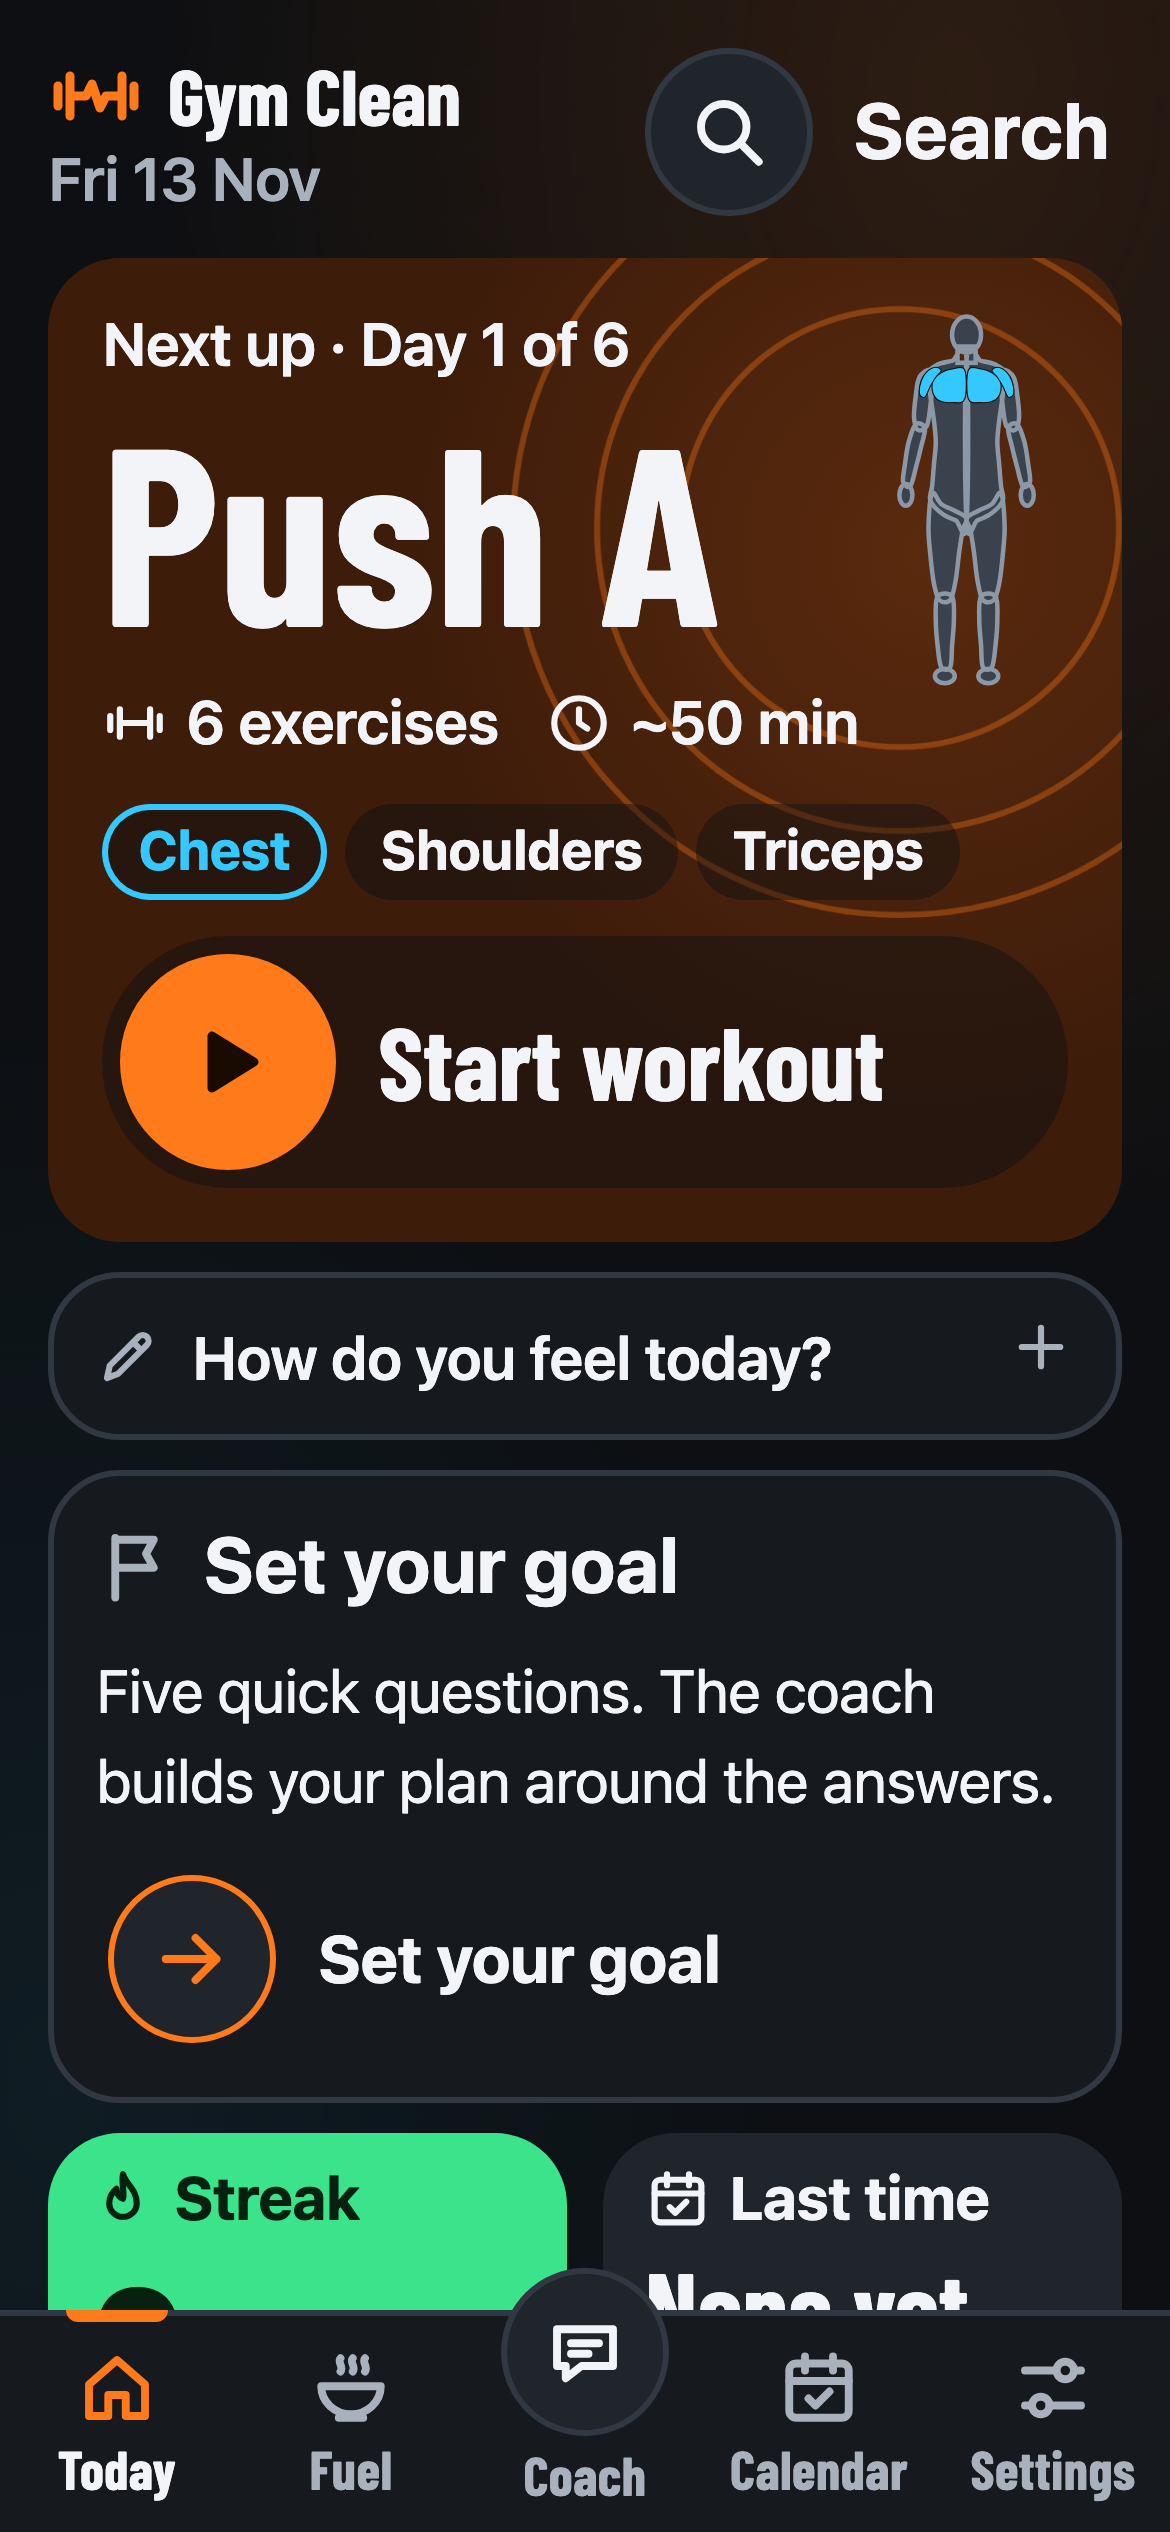 Gym Clean
Fri 13 Nov
Search
Next up · Day 1 of 6
Push A
6 exercises
~50 min
Chest
Shoulders
Triceps
Start workout
How do you feel today?
Set your goal
Five quick questions. The coach
builds your plan around the answers.
Set your goal
Streak
Last time
None yet
Today
Fuel
Coach
Calendar
Settings